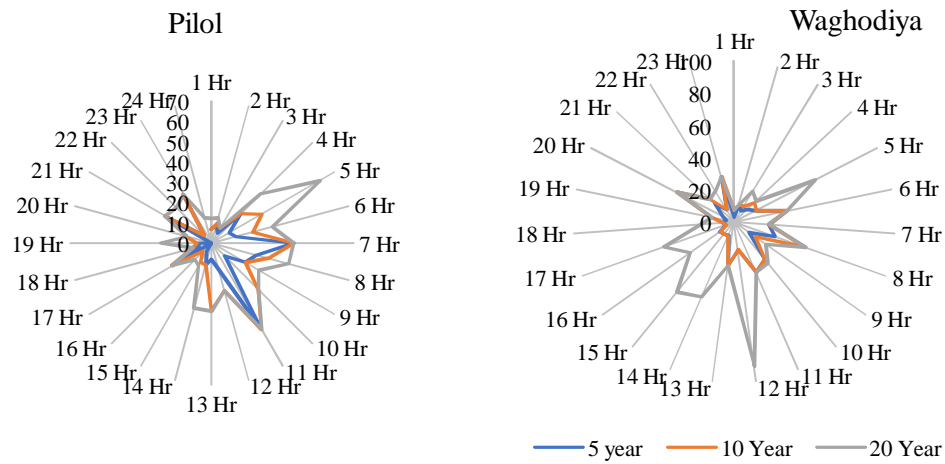 Pilol
1 Hr
2 Hr
3 Hr
4 Hr
5 Hr
6 Hr
7 Hr
8 Hr
9 Hr
10 Hr
11 Hr
12 Hr
13 Hr
14 Hr
15 Hr
16 Hr
17 Hr
18 Hr
19 Hr
20 Hr
21 Hr
22 Hr
23 Hr
24 Hr
70
60
50
40
30
20
10
0
Waghodiya
1 Hr
2 Hr
3 Hr
4 Hr
5 Hr
6 Hr
7 Hr
8 Hr
9 Hr
10 Hr
11 Hr
12 Hr
13 Hr
14 Hr
15 Hr
16 Hr
17 Hr
18 Hr
19 Hr
20 Hr
21 Hr
22 Hr
23 Hr
100
80
60
40
20
0
5 year 10 Year 20 Year